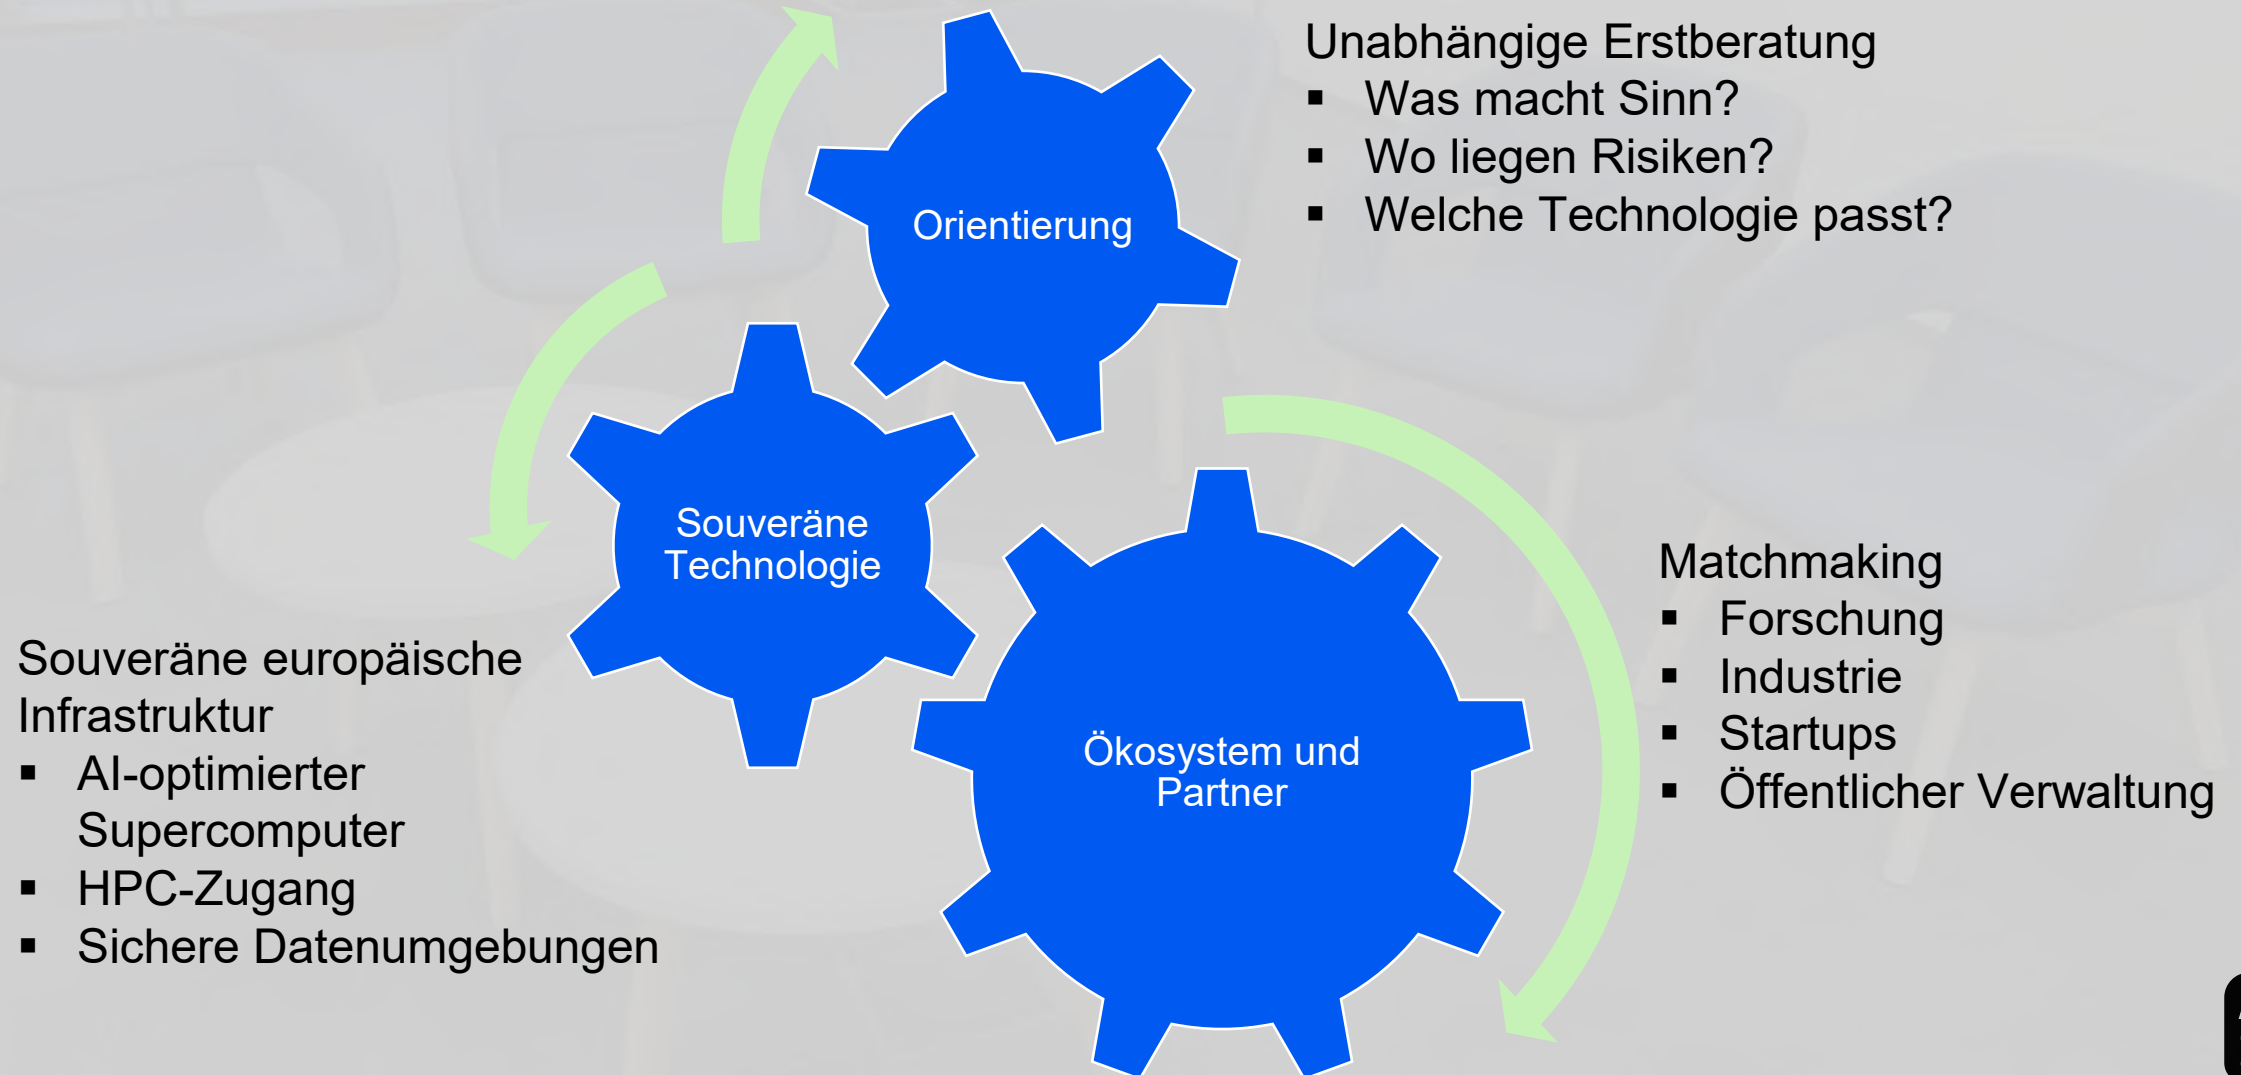 Unabhängige Erstberatung
▪ Was macht Sinn?
▪ Wo liegen Risiken?
▪ Welche Technologie passt?
Orientierung
Souveräne
Technologie
Souveräne europäische
Infrastruktur
▪ AI-optimierter
Supercomputer
▪ HPC-Zugang
▪ Sichere Datenumgebungen
Ökosystem und
Partner
Matchmaking
▪ Forschung
▪ Industrie
▪ Startups
▪ Öffentlicher Verwaltung